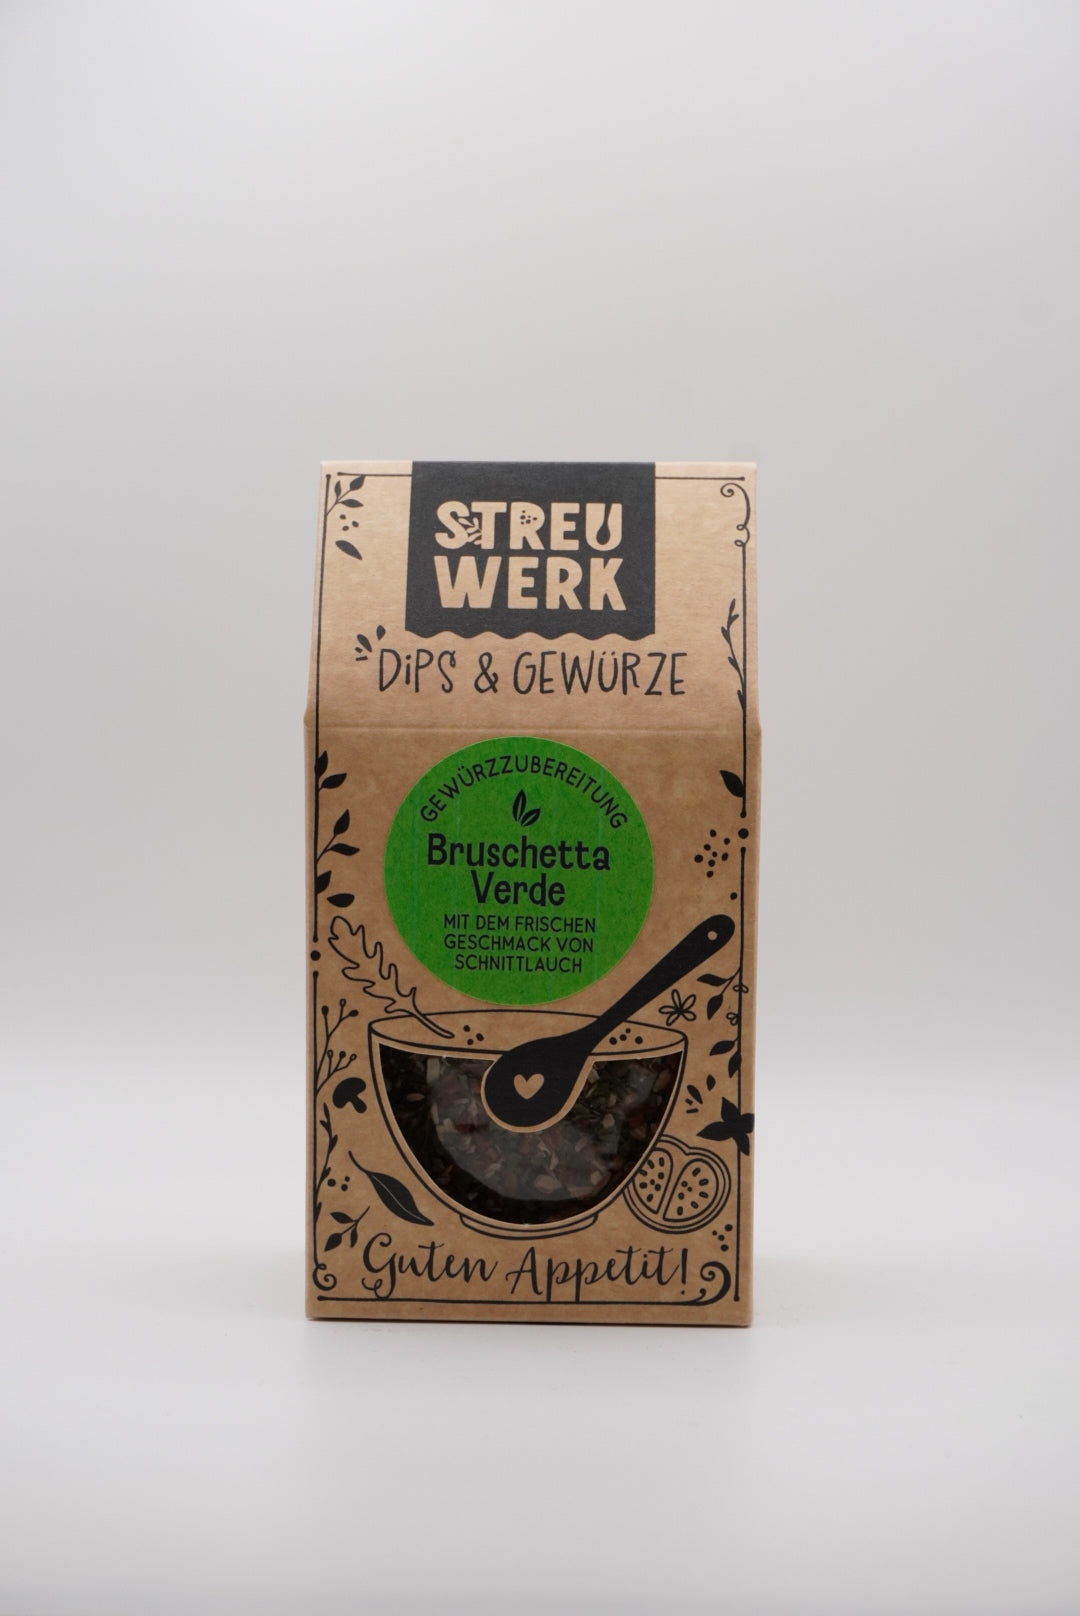 STREU
WERK
DiPS & GEWÜRZE
GEWÜRZZUBEREITUNG
Bruschetta
Verde
MIT DEM FRISCHEN
GESCHMACK VON
SCHNITTLAUCH
Guten Appetit!